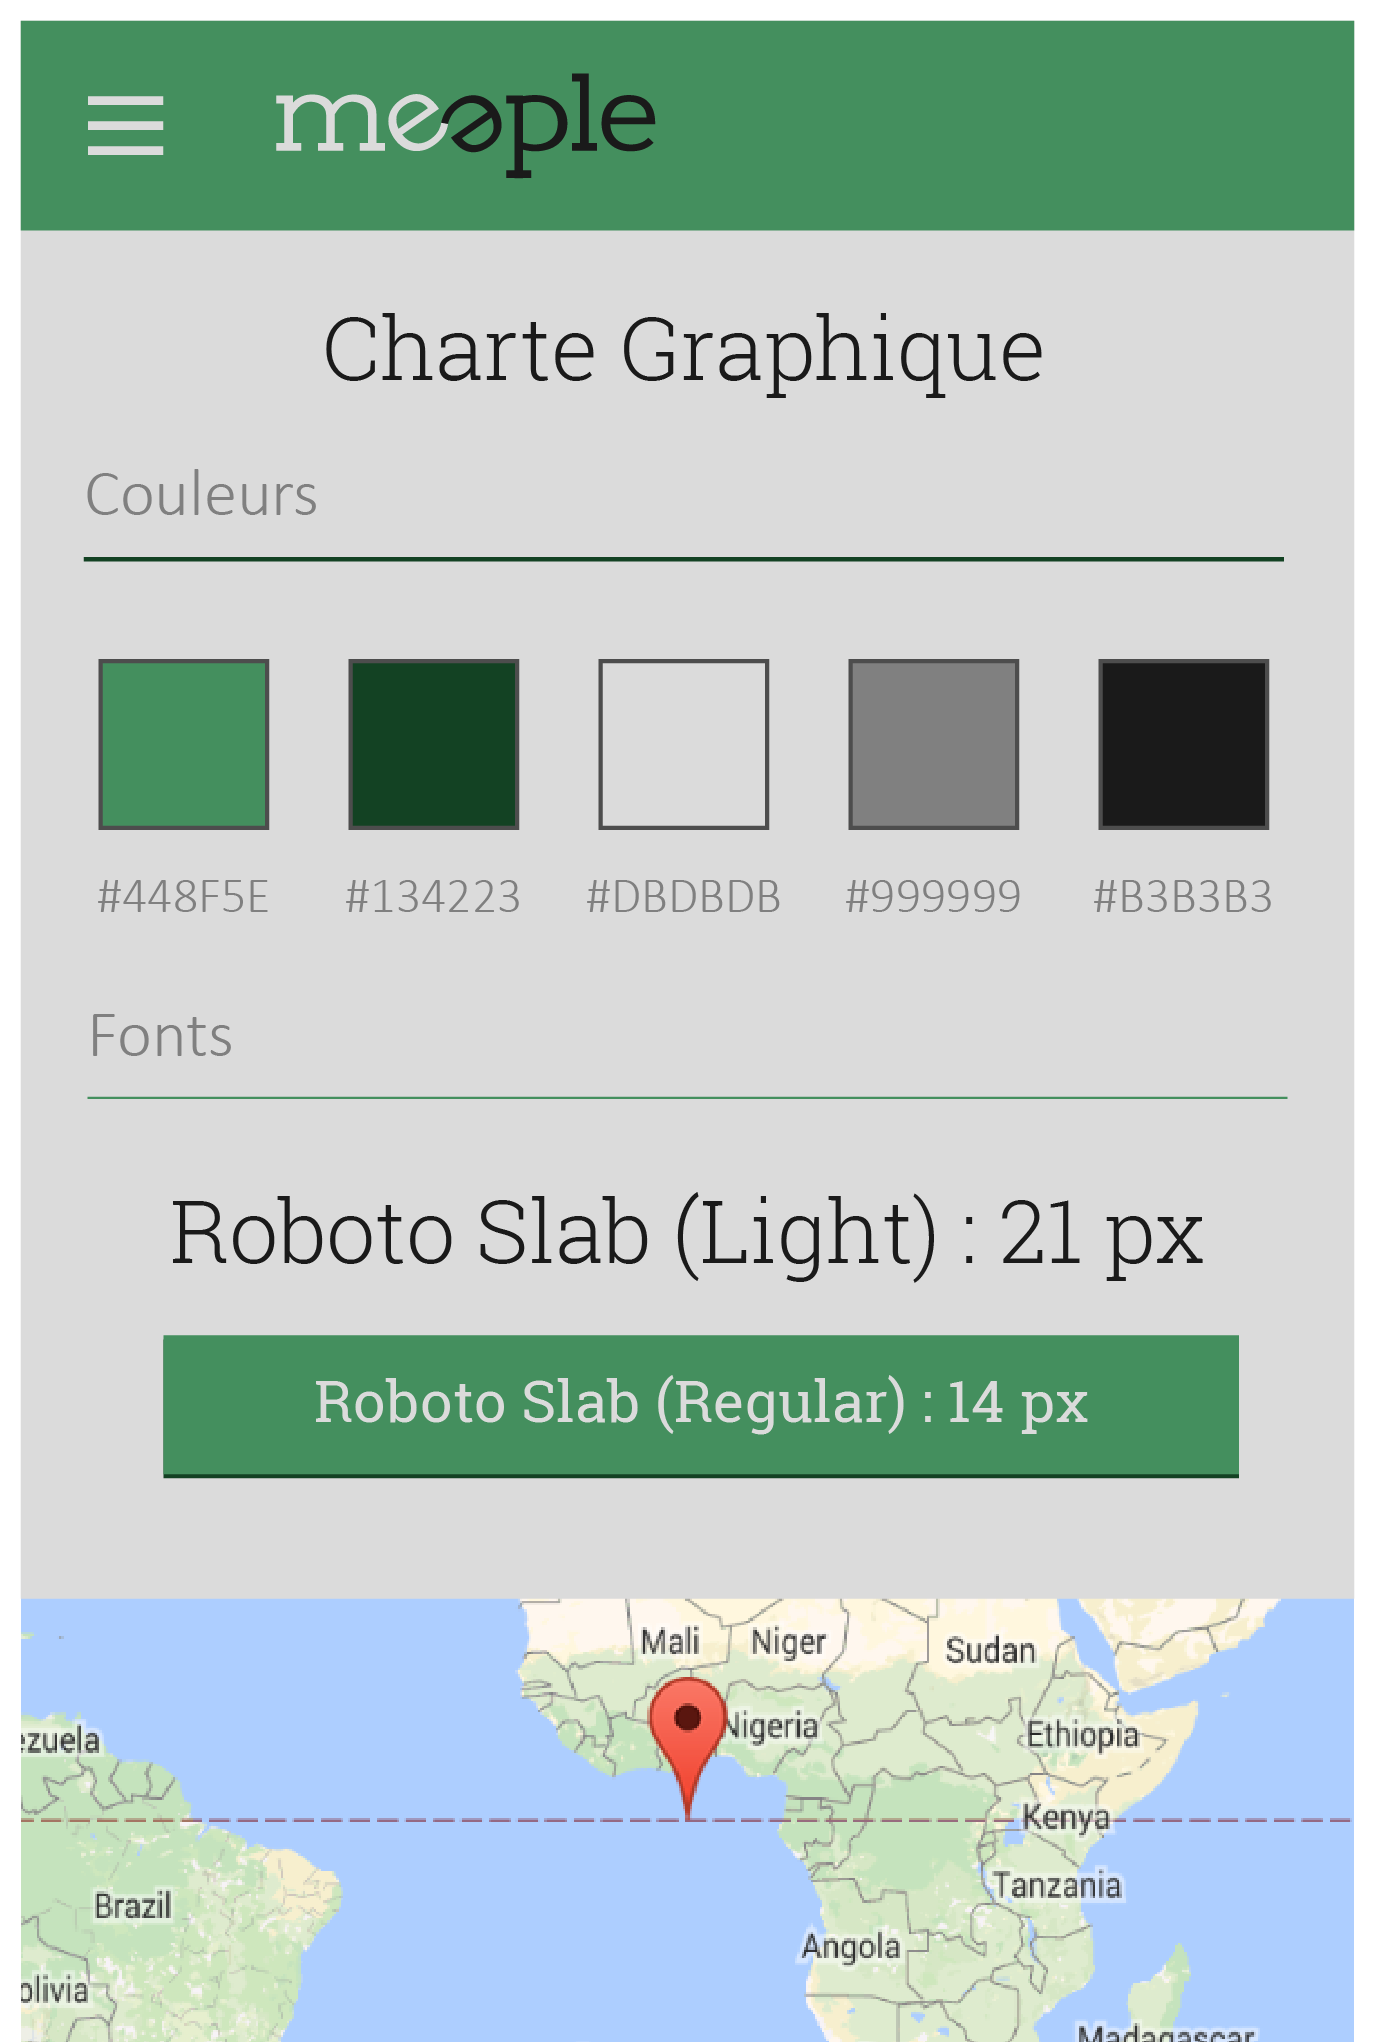 meeple
Charte Graphique
Couleurs
#448F5E #134223 #DBDBDB #999999 #B3B3B3
Fonts
Roboto Slab (Light) : 21 px
Roboto Slab (Regular) : 14 px
Mali Niger Sudan
Nigeria Ethiopia
ezuela
Kenya
Tanzania
Brazil
Angola
olivia
Madagascar